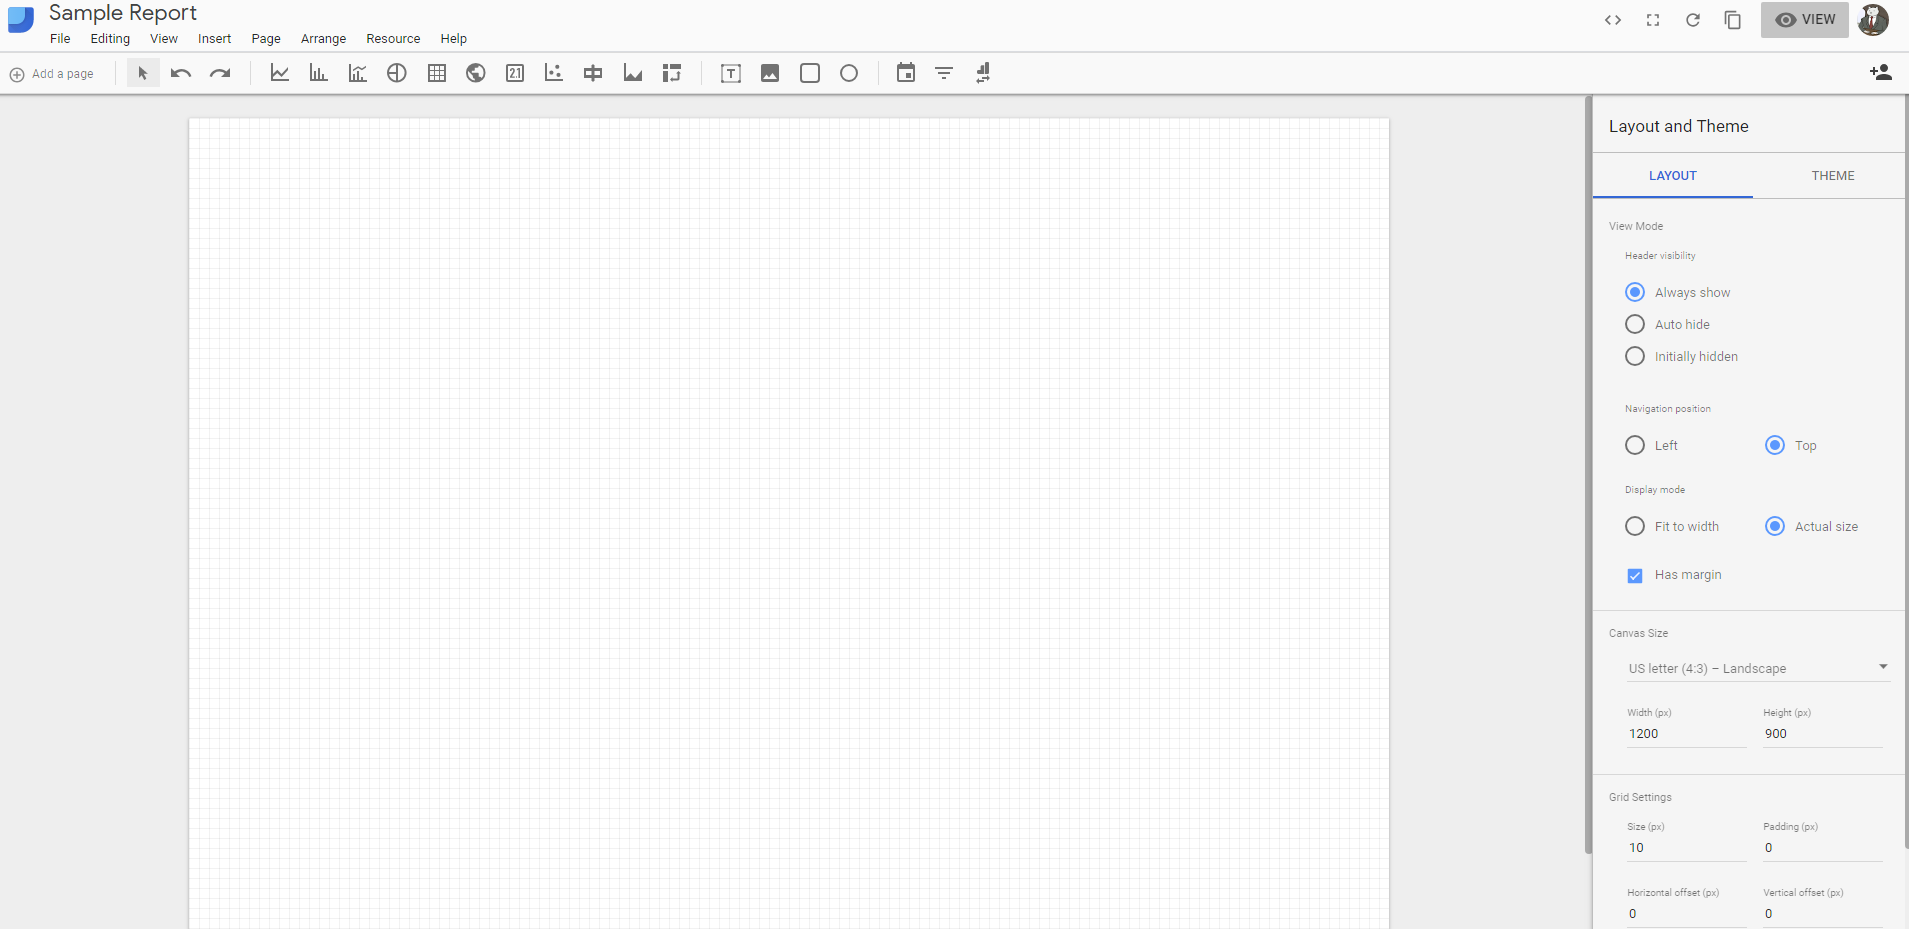 Sample Report
File Editing View Insert Page Arrange Resource Help
VIEW
Add a page
2.1
T
Layout and Theme
LAYOUT THEME
View Mode
Header visibility
Always show
Auto hide
Initially hidden
Navigation position
Left Top
Display mode
Fit to width Actual size
Has margin
Canvas Size
US letter (4:3) – Landscape
Width (px) Height (px)
1200 900
Grid Settings
Size (px) Padding (px)
10 0
Horizontal offset (px) Vertical offset (px)
0 0